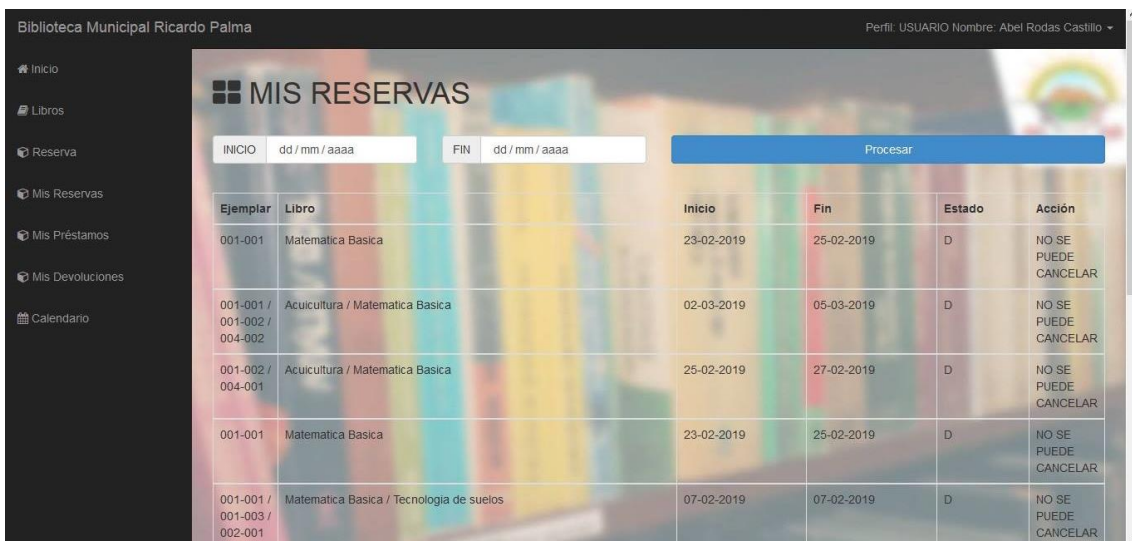 Biblioteca Municipal Ricardo Palma
Perfil: USUARIO Nombre: Abel Rodas Castillo
Inicio
Libros
Reserva
Mis Reservas
Mis Préstamos
Mis Devoluciones
Calendario
MIS RESERVAS
INICIO dd / mm / aaaa FIN dd / mm / aaaa Procesar
Ejemplar Libro Inicio Fin Estado Acción
001-001 Matematica Basica 23-02-2019 25-02-2019 D NO SE
PUEDE
CANCELAR
001-001 / Acuicultura / Matematica Basica 02-03-2019 05-03-2019 D NO SE
001-002 / PUEDE
004-002 CANCELAR
001-002 / Acuicultura / Matematica Basica 25-02-2019 27-02-2019 D NO SE
004-001 PUEDE
CANCELAR
001-001 Matematica Basica 23-02-2019 25-02-2019 D NO SE
PUEDE
CANCELAR
001-001 / Matematica Basica / Tecnologia de suelos 07-02-2019 07-02-2019 D NO SE
001-003 / PUEDE
002-001 CANCELAR